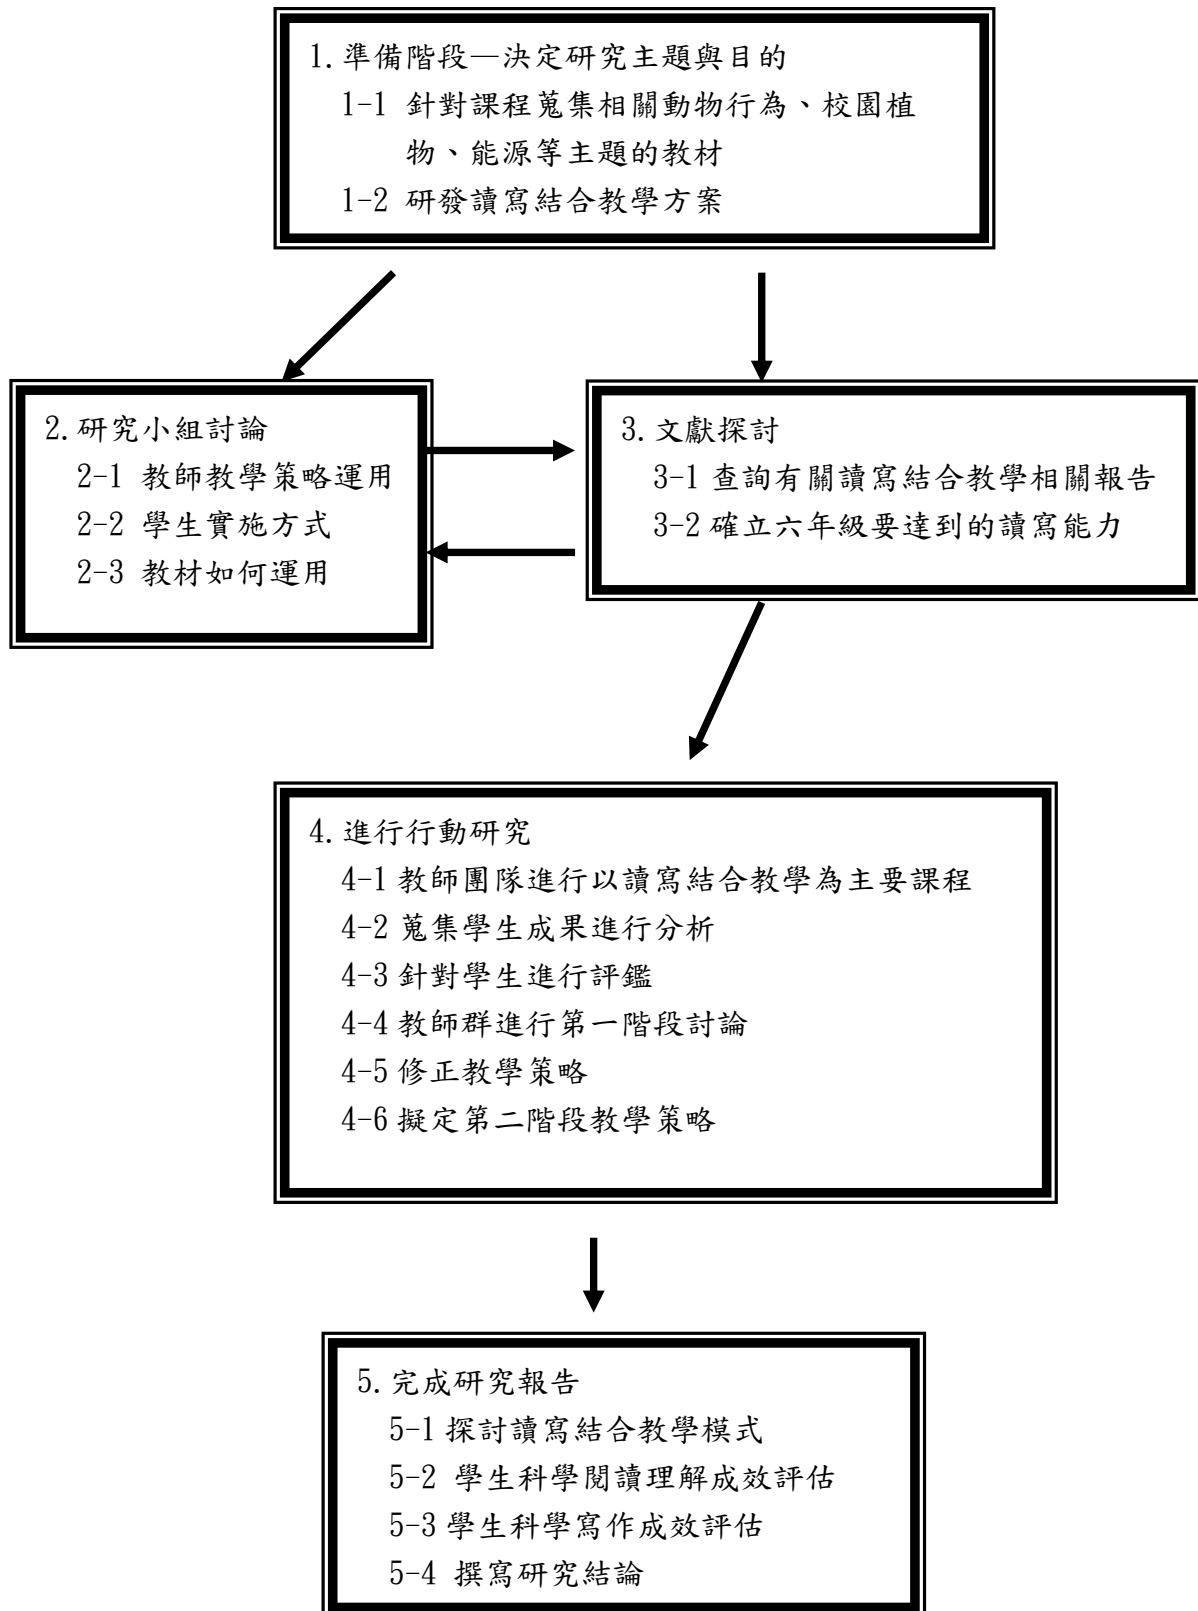 1.準備階段—決定研究主題與目的
1-1 針對課程蒐集相關動物行為、校園植
物、能源等主題的教材
1-2 研發讀寫結合教學方案
2.研究小組討論
2-1 教師教學策略運用
2-2 學生實施方式
2-3 教材如何運用
3.文獻探討
3-1查詢有關讀寫結合教學相關報告
3-2確立六年級要達到的讀寫能力
4.進行行動研究
4-1教師團隊進行以讀寫結合教學為主要課程
4-2蒐集學生成果進行分析
4-3針對學生進行評鑑
4-4教師群進行第一階段討論
4-5修正教學策略
4-6擬定第二階段教學策略
5.完成研究報告
5-1探討讀寫結合教學模式
5-2 學生科學閱讀理解成效評估
5-3學生科學寫作成效評估
5-4 撰寫研究結論